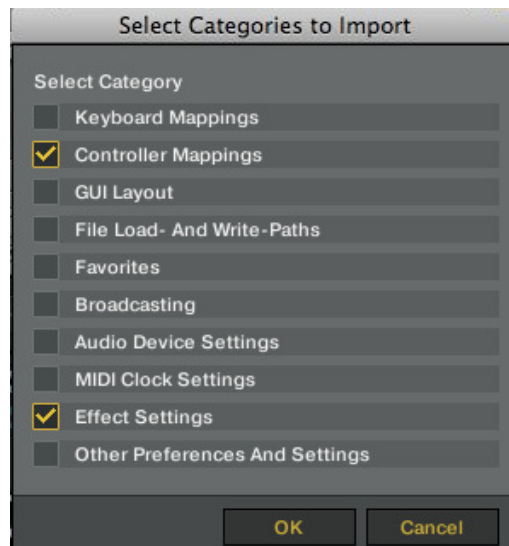 Select Categories to Import
Select Category
Keyboard Mappings
Controller Mappings
GUI Layout
File Load- And Write-Paths
Favorites
Broadcasting
Audio Device Settings
MIDI Clock Settings
Effect Settings
Other Preferences And Settings
OK Cancel